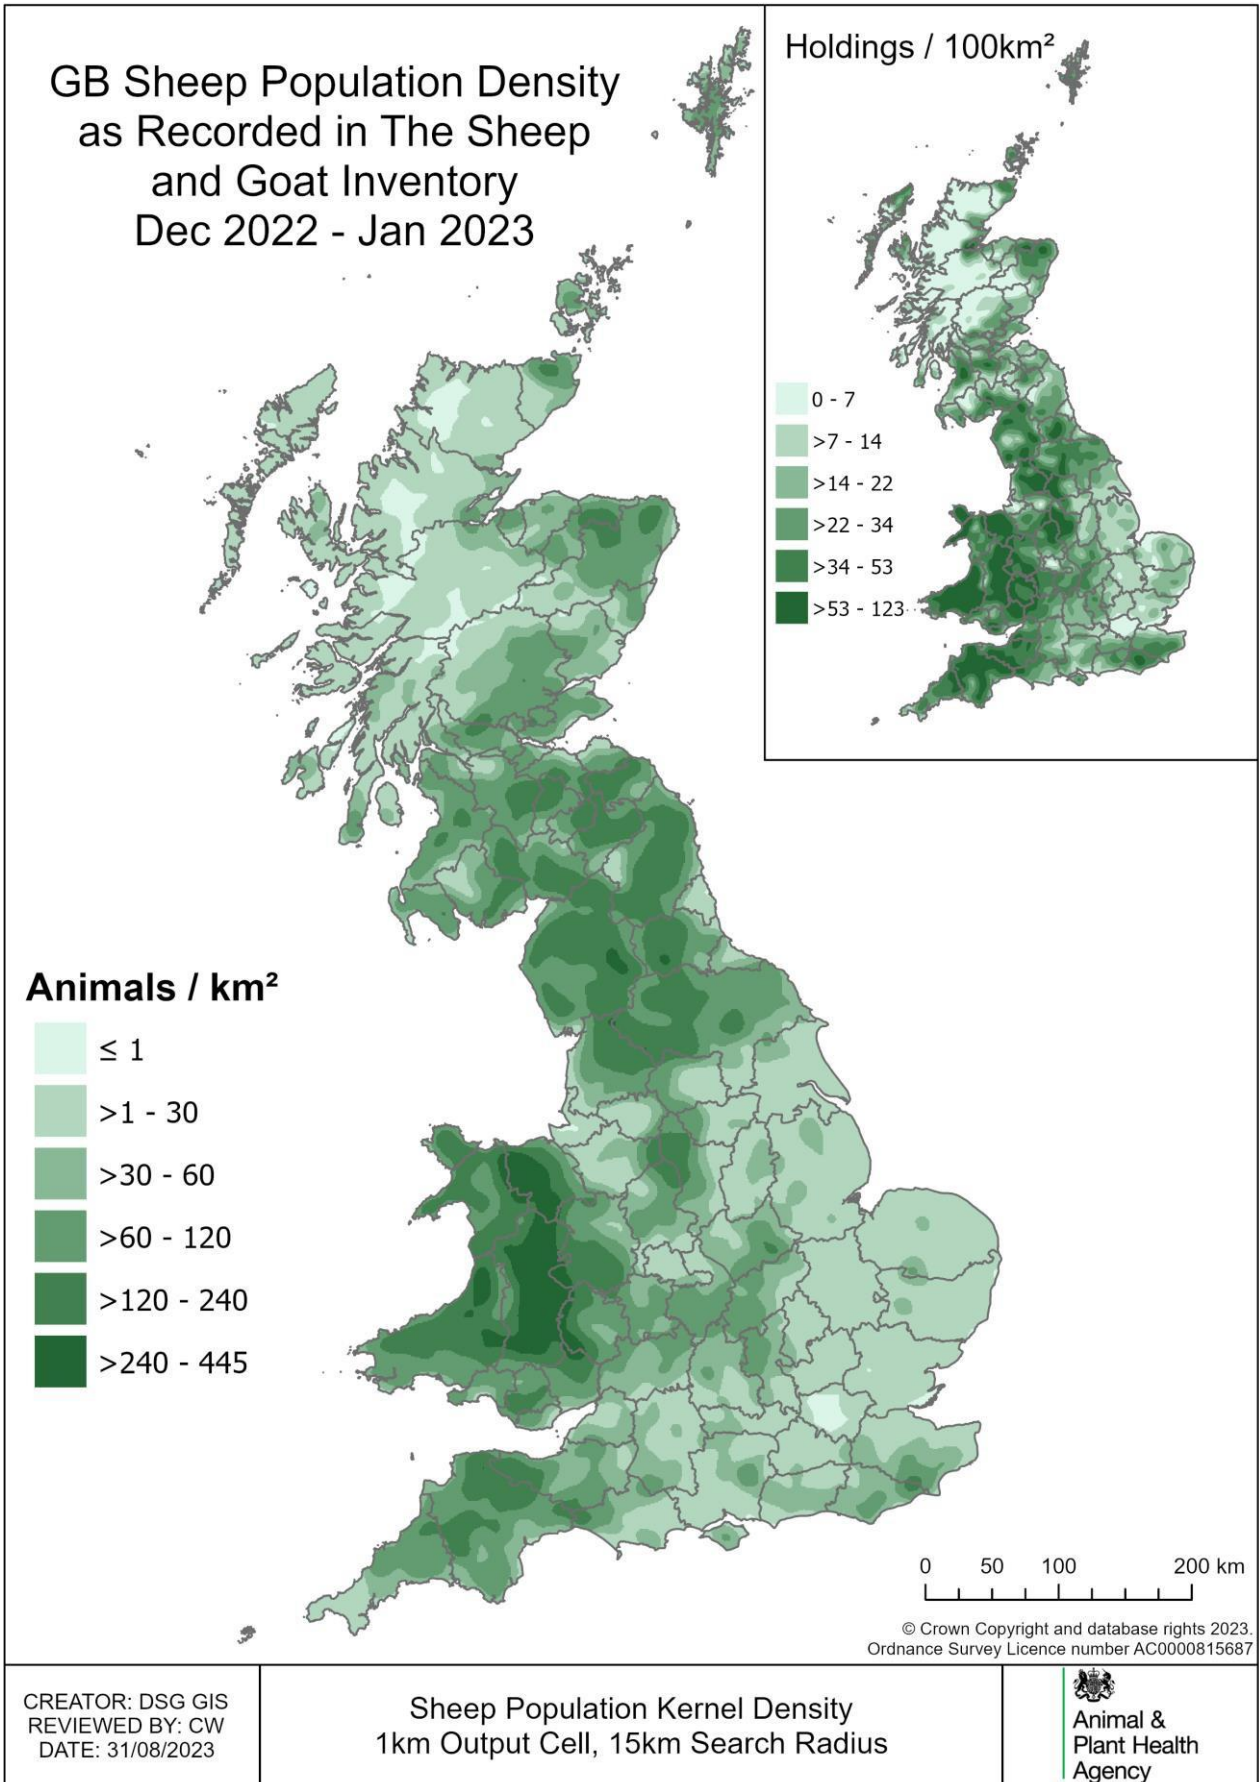 GB Sheep Population Density
as Recorded in The Sheep
and Goat Inventory
Dec 2022 - Jan 2023
Holdings / 100km²
0 - 7
>7 - 14
>14 - 22
>22 - 34
>34 - 53
>53 - 123
Animals / km²
≤ 1
>1 - 30
>30 - 60
>60 - 120
>120 - 240
>240 - 445
0 50 100 200 km
© Crown Copyright and database rights 2023.
Ordnance Survey Licence number AC0000815687
CREATOR: DSG GIS
REVIEWED BY: CW
DATE: 31/08/2023
Sheep Population Kernel Density
1km Output Cell, 15km Search Radius
Animal &
Plant Health
Agency